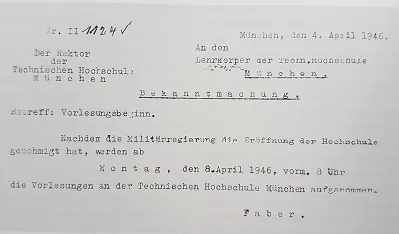 Nr. II 1124 ✓
München, den 4. April 1946.
Der Rektor
der
Technischen Hochschule
München
An den
Lehrkörper der Techn. Hochschule
München.
Bekanntmachung.
Betreff: Vorlesungsbeginn.
Nachdem die Militärregierung die Eröffnung der Hochschule
geehmigt hat, werden ab
Montag, den 8. April 1946, vorm. 8 Uhr
die Vorlesungen an der Technischen Hochschule München aufgenommen.
Faber.